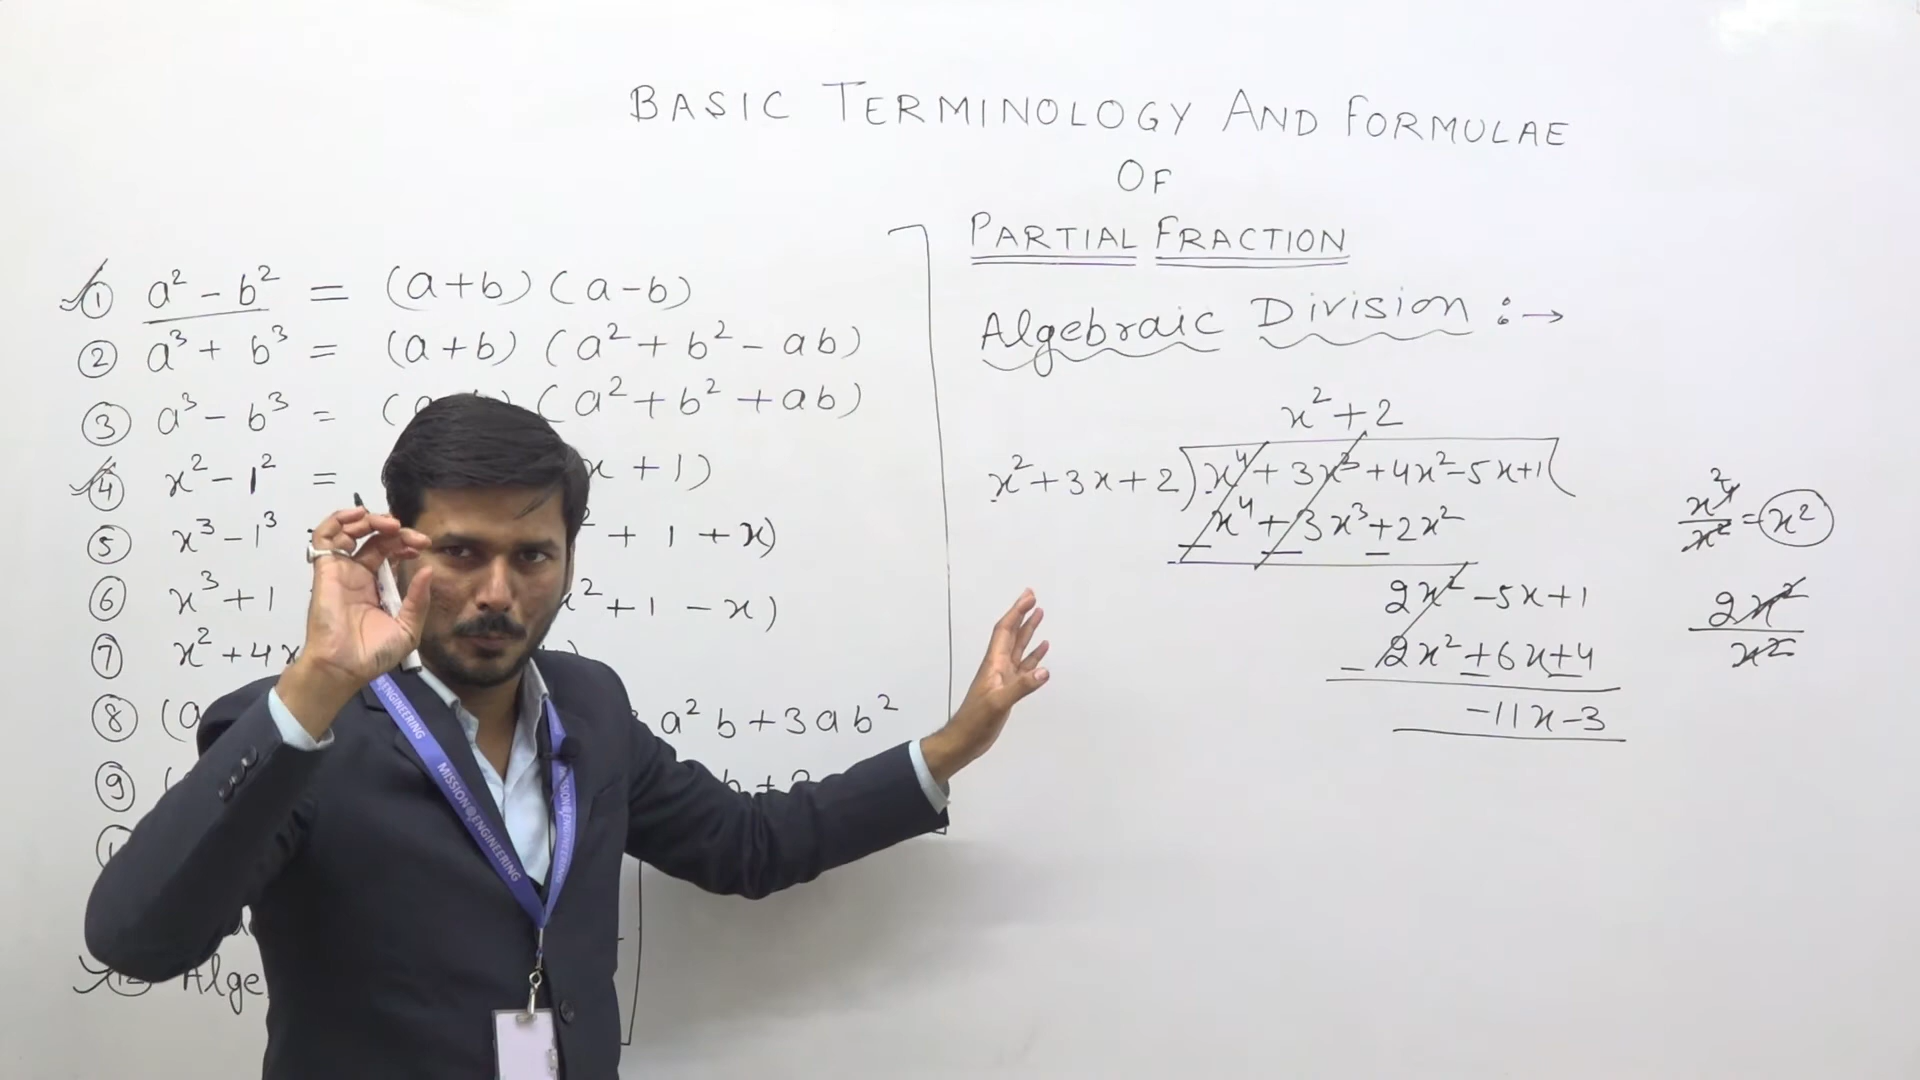 BASIC TERMINOLOGY AND FORMULAE
OF
PARTIAL FRACTION
① a² - b² = (a+b)(a-b)
② a³ + b³ = (a+b) (a² + b² - ab)
③ a³ - b³ = ( (a² + b² + ab)
④ x² - 1² = x + 1)
⑤ x³ - 1³ + 1 + x)
⑥ x³ + 1 x² + 1 - x)
⑦ x² + 4x
⑧ (a a²b + 3ab²
⑨ (
Algebraic Division :→
x² + 2
x² + 3x + 2) x⁴ + 3x³ + 4x² - 5x + 1 (
x⁴ + 3x³ + 2x²
2x² - 5x + 1
- 2x² + 6x + 4
-11x - 3
x⁴/x² = x²
2x²/x²
MISSION@ENGINEERING
MISSION@ENGINEERING